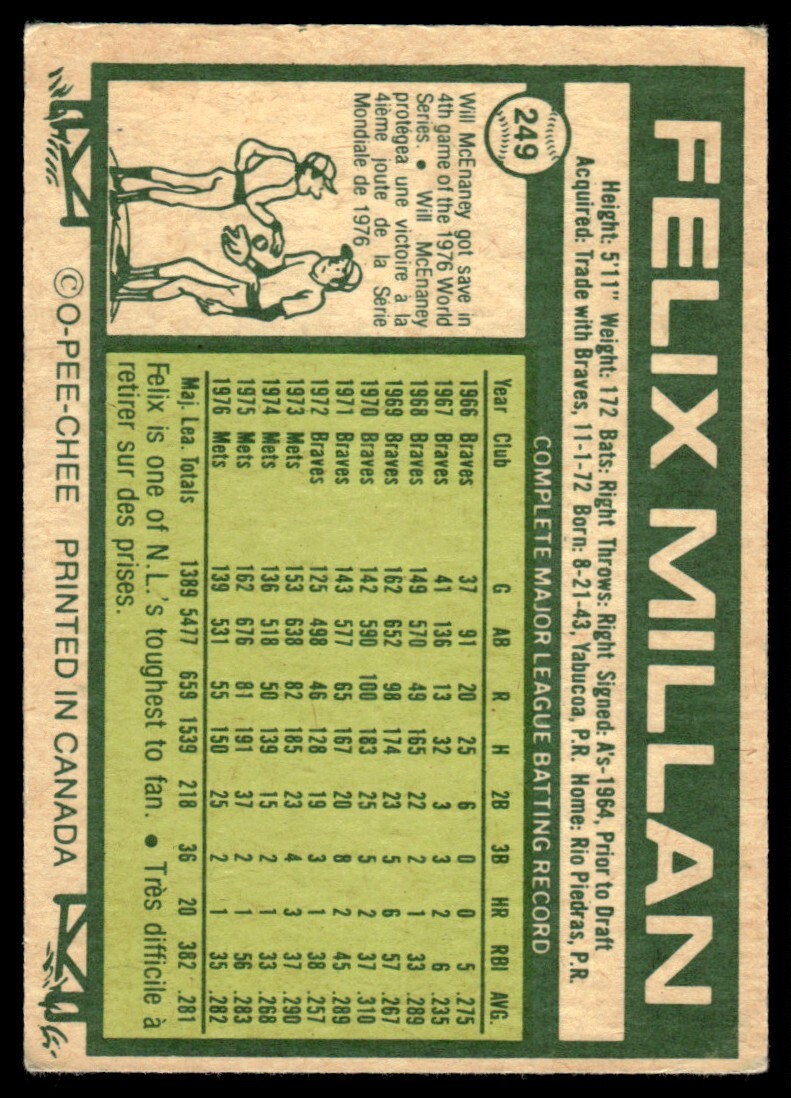 FELIX MILLAN
249
Height: 5'11" Weight: 172 Bats: Right Throws: Right Signed: A's-1964, Prior to Draft
Acquired: Trade with Braves, 11-1-72 Born: 8-21-43, Yabucoa, P.R. Home: Rio Piedras, P.R.
Will McEnaney got save in
4th game of the 1976 World
Series. • Will McEnaney
protégea une victoire à la
4ième joute de la Série
Mondiale de 1976
COMPLETE MAJOR LEAGUE BATTING RECORD
Year Club G AB R H 2B 3B HR RBI AVG.
1966 Braves 37 91 20 25 6 0 0 5 .275
1967 Braves 41 136 13 32 3 3 2 6 .235
1968 Braves 149 570 49 165 22 2 1 33 .289
1969 Braves 162 652 98 174 23 5 6 57 .267
1970 Braves 142 590 100 183 25 5 2 37 .310
1971 Braves 143 577 65 167 20 8 2 45 .289
1972 Braves 125 498 46 128 19 3 1 38 .257
1973 Mets 153 638 82 185 23 4 3 37 .290
1974 Mets 136 518 50 139 15 2 1 33 .268
1975 Mets 162 676 81 191 37 2 1 56 .283
1976 Mets 139 531 55 150 25 2 1 35 .282
Maj. Lea. Totals 1389 5477 659 1539 218 36 20 382 .281
Felix is one of N.L.'s toughest to fan. • Très difficile à
retirer sur des prises.
©O-PEE-CHEE PRINTED IN CANADA